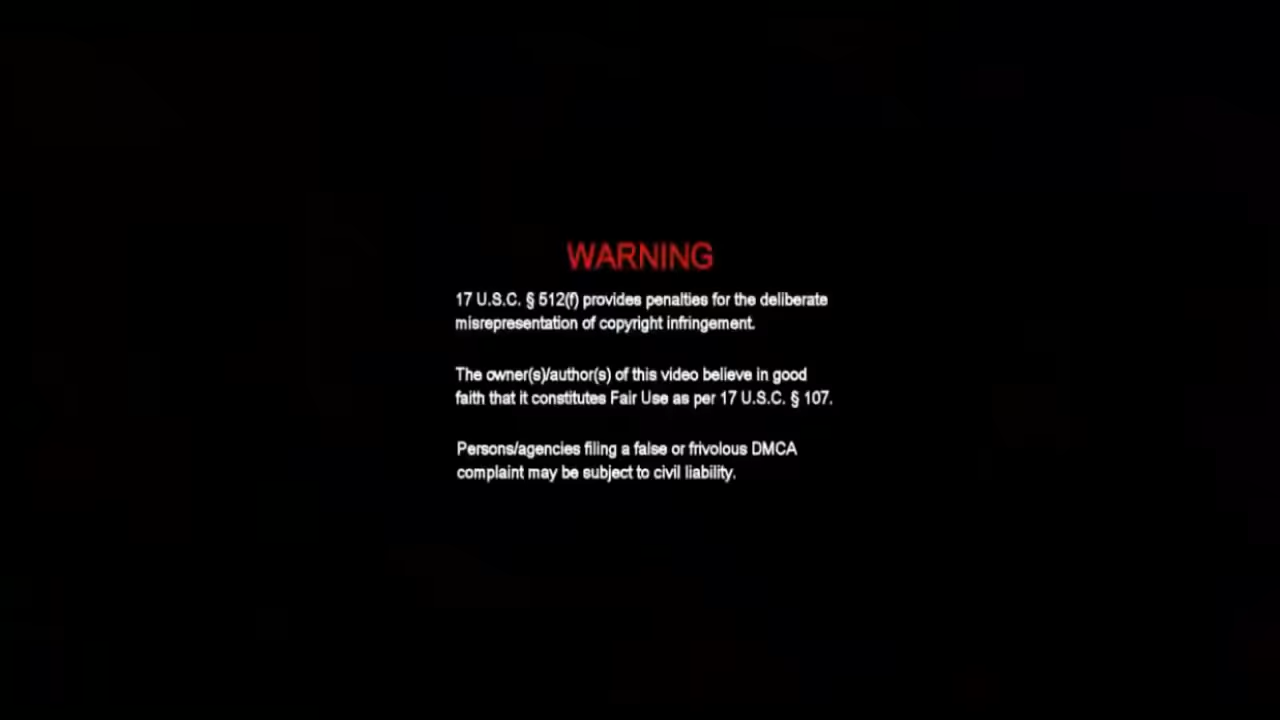 WARNING
17 U.S.C. § 512(f) provides penalties for the deliberate
misrepresentation of copyright infringement.
The owner(s)/author(s) of this video believe in good
faith that it constitutes Fair Use as per 17 U.S.C. § 107.
Persons/agencies filing a false or frivolous DMCA
complaint may be subject to civil liability.